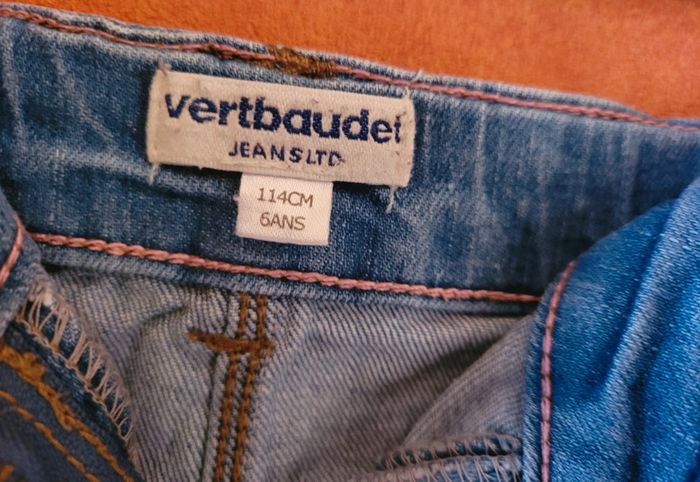 vertbaudet
JEANS LTD
114CM
6ANS